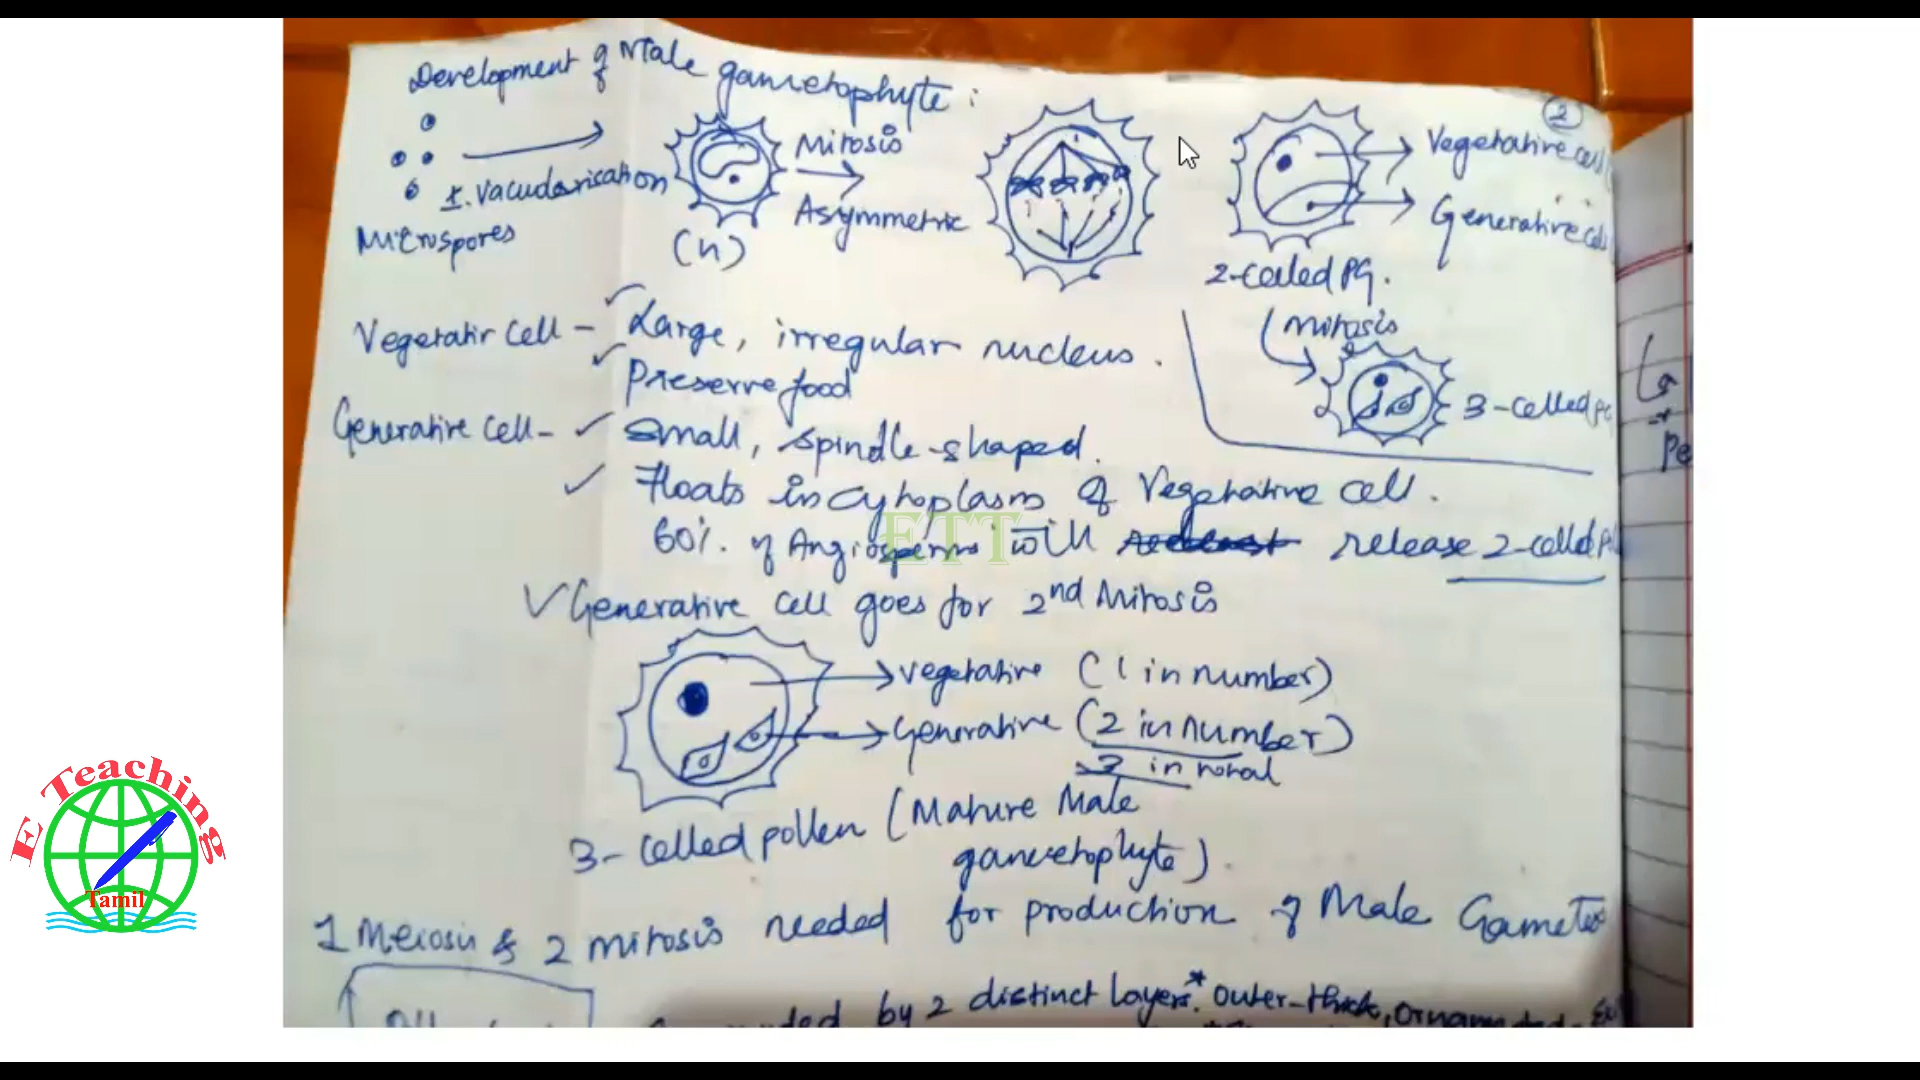 Development of Male gametophyte:
2
Microspores
1. Vacuolarisation
(n)
Mitosis
Asymmetric
Vegetative cell
Generative cell
2-celled PG.
Mitosis
3-celled PG
Vegetativ cell - Large, irregular nucleus.
Preserve food
Generative cell - small, spindle-shaped.
Floats in cytoplasm of Vegetative cell.
60% of Angiosperms will release 2-celled
ETT
Generative cell goes for 2nd Mitosis
Vegetative (1 in number)
Generative (2 in number)
3 in total
3-celled pollen (Mature Male
gametophyte).
1 Meiosis & 2 mitosis needed for production of Male Gametes
by 2 distinct layers.* outer-thick,
E Teaching
Tamil